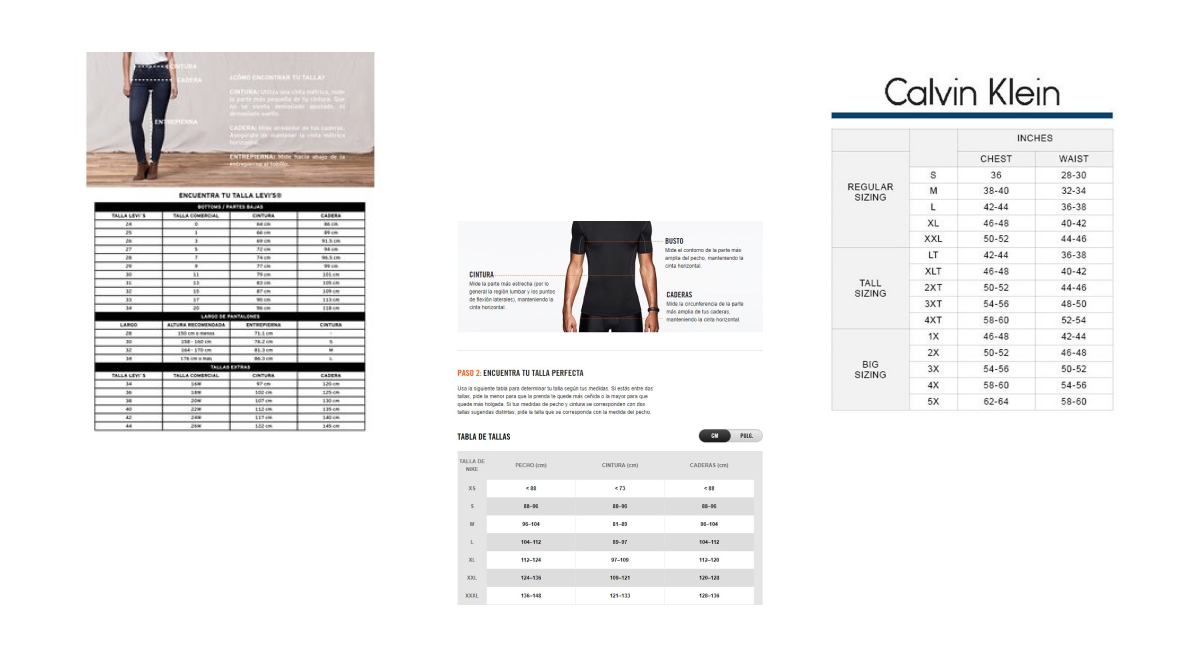 CINTURA
CADERA
ENTREPIERNA
¿CÓMO ENCONTRAR TU TALLA?
CINTURA: Utiliza una cinta métrica, mide
la parte más pequeña de tu cintura. Que
no se sienta demasiado ajustado, ni
demasiado suelto.
CADERA: Mide alrededor de tus caderas.
Asegúrate de mantener la cinta métrica
horizontal.
ENTREPIERNA: Mide hacia abajo de la
entrepierna al tobillo.
ENCUENTRA TU TALLA LEVI'S®
BOTTOMS / PARTES BAJAS
TALLA LEVI'S TALLA COMERCIAL CINTURA CADERA
24 0 64 cm 86 cm
25 1 66 cm 89 cm
26 3 69 cm 91.5 cm
27 5 72 cm 94 cm
28 7 74 cm 96.5 cm
29 9 77 cm 99 cm
30 11 79 cm 101 cm
31 13 83 cm 105 cm
32 15 87 cm 109 cm
33 17 90 cm 113 cm
34 20 96 cm 118 cm
LARGO DE PANTALONES
LARGO ALTURA RECOMENDADA ENTREPIERNA CINTURA
28 150 cm o menos 71.1 cm -
30 158 - 160 cm 76.2 cm S
32 164 - 170 cm 81.3 cm M
34 176 cm o más 86.3 cm L
TALLAS EXTRAS
TALLA LEVI'S TALLA COMERCIAL CINTURA CADERA
34 16W 97 cm 120 cm
36 18W 102 cm 125 cm
38 20W 107 cm 130 cm
40 22W 112 cm 135 cm
42 24W 117 cm 140 cm
44 26W 122 cm 145 cm
BUSTO
Mide el contorno de la parte más
amplia del pecho, manteniendo la
cinta horizontal.
CINTURA
Mide la parte más estrecha (por lo
general la región lumbar y los puntos
de flexión laterales), manteniendo la
cinta horizontal.
CADERAS
Mide la circunferencia de la parte
más amplia de tus caderas,
manteniendo la cinta horizontal.
PASO 2: ENCUENTRA TU TALLA PERFECTA
Usa la siguiente tabla para determinar tu talla según tus medidas. Si estás entre dos
tallas, pide la menor para que la prenda te quede más ceñida o la mayor para que
quede más holgada. Si tus medidas de pecho y cintura se corresponden con dos
tallas sugeridas distintas, pide la talla que se corresponda con la medida del pecho.
TABLA DE TALLAS
CM PULG.
TALLA DE NIKE PECHO (cm) CINTURA (cm) CADERAS (cm)
XS < 88 < 73 < 88
S 88–96 88–96 88–96
M 96–104 81–89 96–104
L 104–112 89–97 104–112
XL 112–124 97–109 112–120
XXL 124–136 109–121 120–128
XXXL 136–148 121–133 128–136
Calvin Klein
INCHES
CHEST WAIST
REGULAR SIZING
S 36 28-30
M 38-40 32-34
L 42-44 36-38
XL 46-48 40-42
XXL 50-52 44-46
TALL SIZING
LT 42-44 36-38
XLT 46-48 40-42
2XT 50-52 44-46
3XT 54-56 48-50
4XT 58-60 52-54
BIG SIZING
1X 46-48 42-44
2X 50-52 46-48
3X 54-56 50-52
4X 58-60 54-56
5X 62-64 58-60